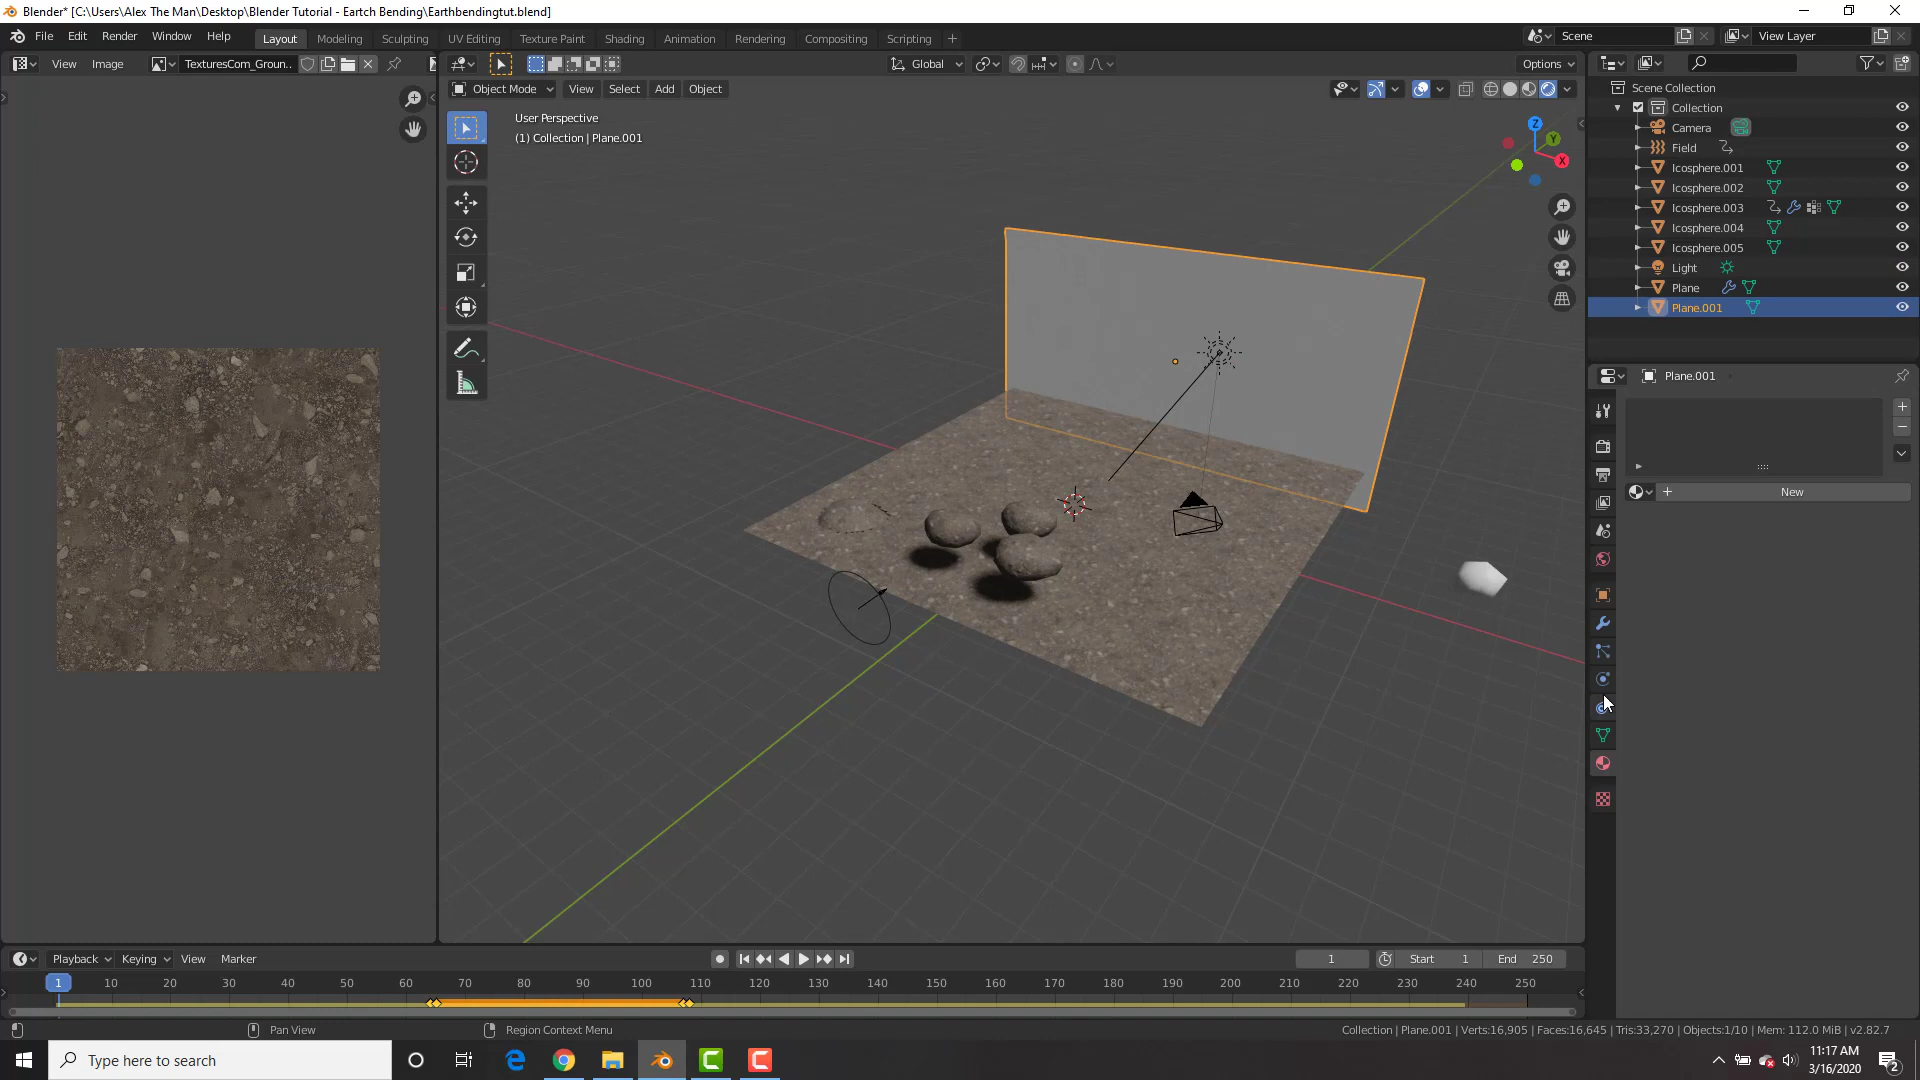 Blender* [C:\Users\Alex The Man\Desktop\Blender Tutorial - Eartch Bending\Earthbendingtut.blend]
File Edit Render Window Help
Layout Modeling Sculpting UV Editing Texture Paint Shading Animation Rendering Compositing Scripting
Scene
View Layer
View Image
TexturesCom_Groun..
Global
Options
Object Mode View Select Add Object
User Perspective
(1) Collection | Plane.001
Z
Y
X
Scene Collection
Collection
Camera
Field
Icosphere.001
Icosphere.002
Icosphere.003
Icosphere.004
Icosphere.005
Light
Plane
Plane.001
Plane.001
New
Playback Keying View Marker
1
Start 1
End 250
1 10 20 30 40 50 60 70 80 90 100 110 120 130 140 150 160 170 180 190 200 210 220 230 240 250
Pan View
Region Context Menu
Collection | Plane.001 | Verts:16,905 | Faces:16,645 | Tris:33,270 | Objects:1/10 | Mem: 112.0 MiB | v2.82.7
Type here to search
11:17 AM
3/16/2020
2